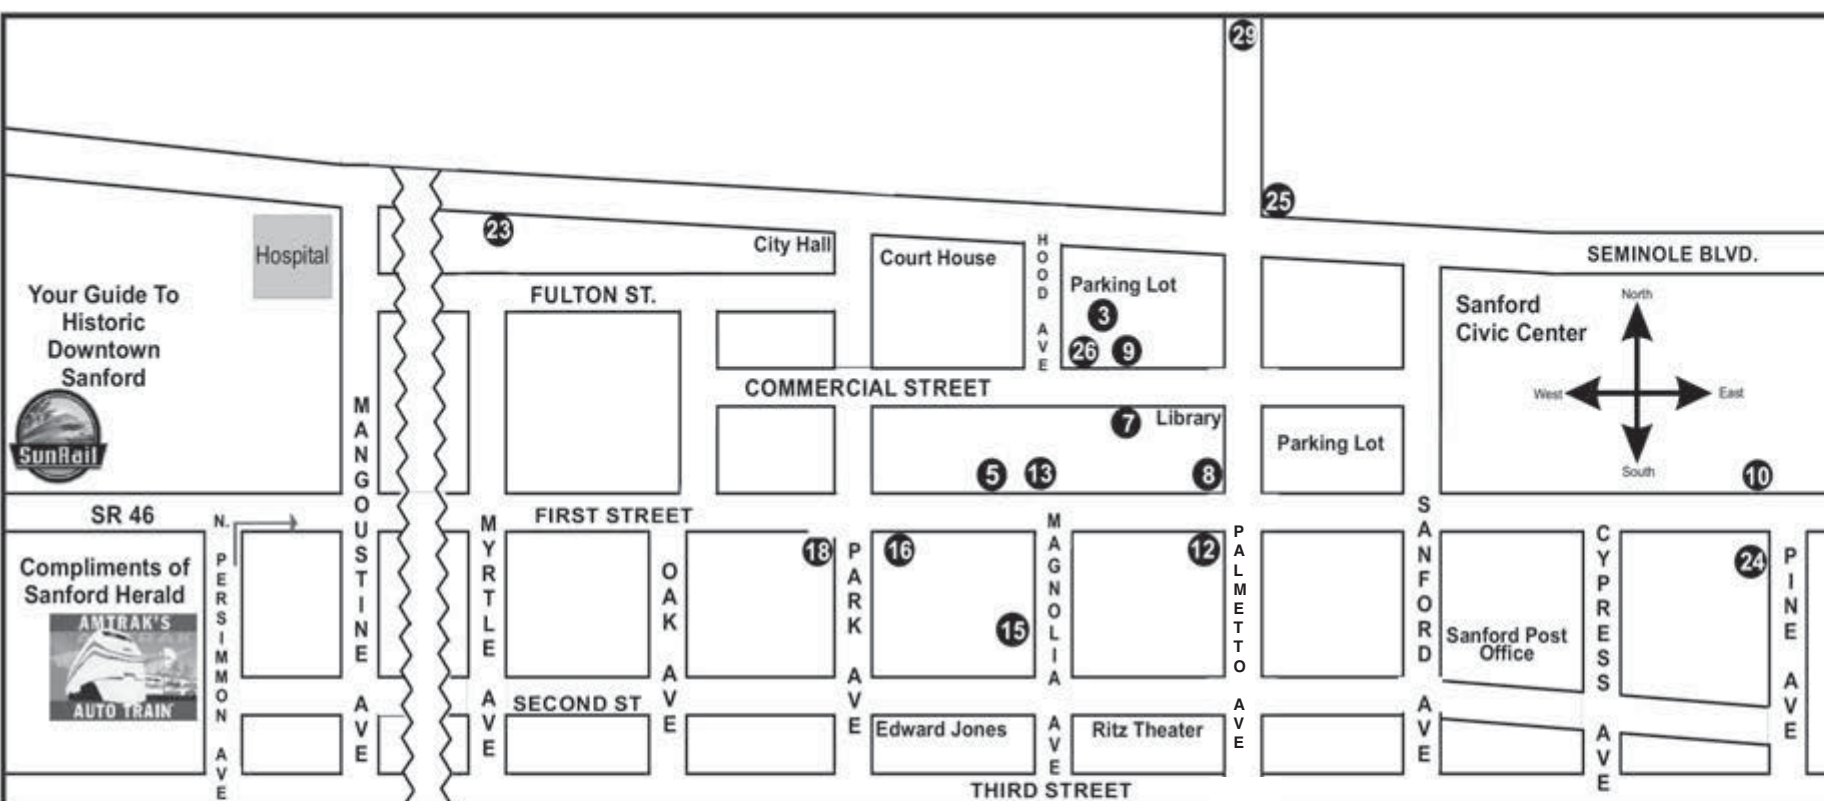 29
25
23
City Hall
Court House
HOOD AVE
Parking Lot
3
26
9
SEMINOLE BLVD.
Hospital
Your Guide To
Historic
Downtown
Sanford
SunRail
FULTON ST.
Sanford
Civic Center
North
West
East
South
COMMERCIAL STREET
7
Library
5
13
8
Parking Lot
10
MANGOUSTINE AVE
SR 46
N. PERSIMMON AVE
FIRST STREET
MYRTLE AVE
OAK AVE
18
PARK AVE
16
15
MAGNOLIA AVE
12
PALMETTO AVE
SANFORD AVE
CYPRESS AVE
24
PINE AVE
Compliments of
Sanford Herald
AMTRAK'S
AUTO TRAIN
Sanford Post
Office
SECOND ST
Edward Jones
Ritz Theater
THIRD STREET